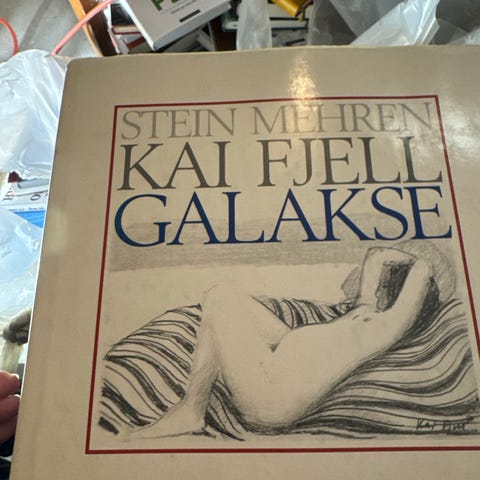 STEIN MEHREN
KAI FJELL
GALAKSE